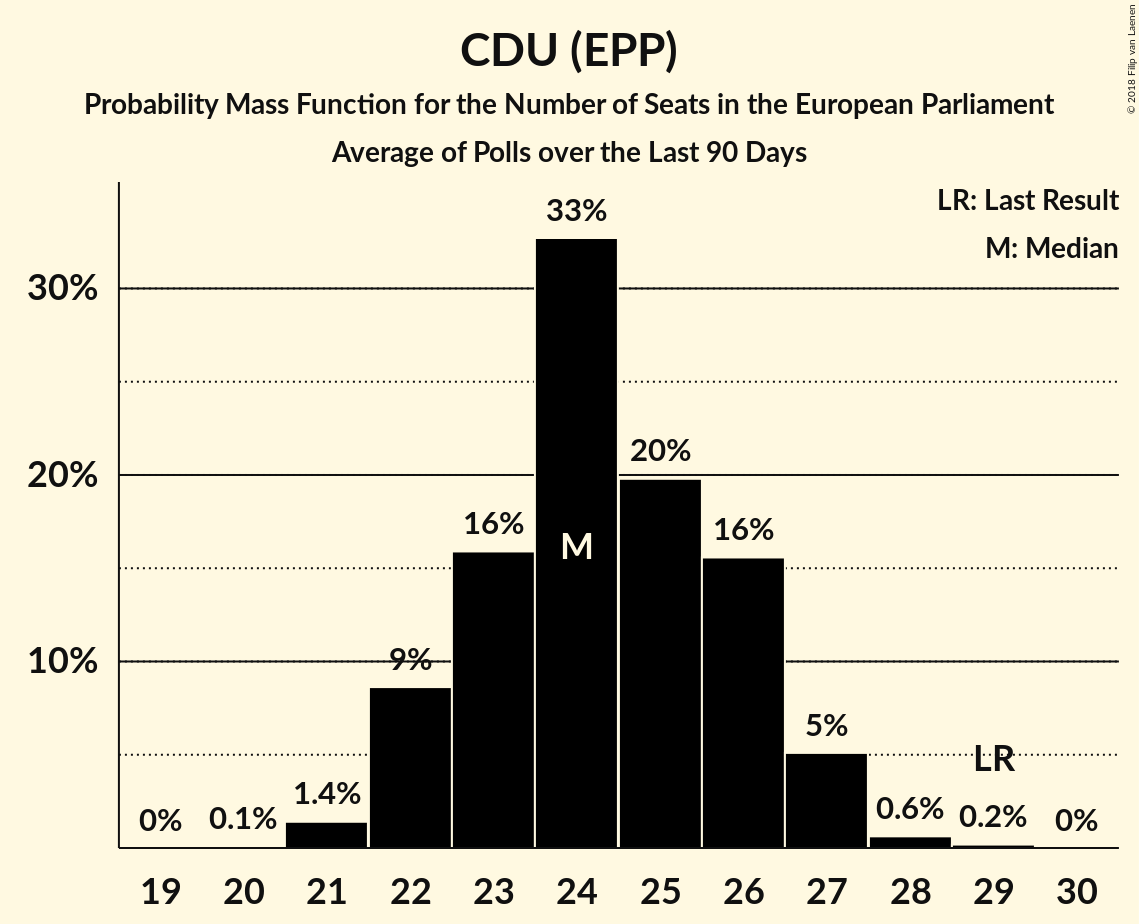 CDU (EPP)
Probability Mass Function for the Number of Seats in the European Parliament
Average of Polls over the Last 90 Days
© 2018 Filip van Laenen
LR: Last Result
M: Median
33%
30%
20%
20%
16%
16%
M
10%
9%
5%
LR
1.4%
0%
0.1%
0.6%
0.2%
0%
19 20 21 22 23 24 25 26 27 28 29 30